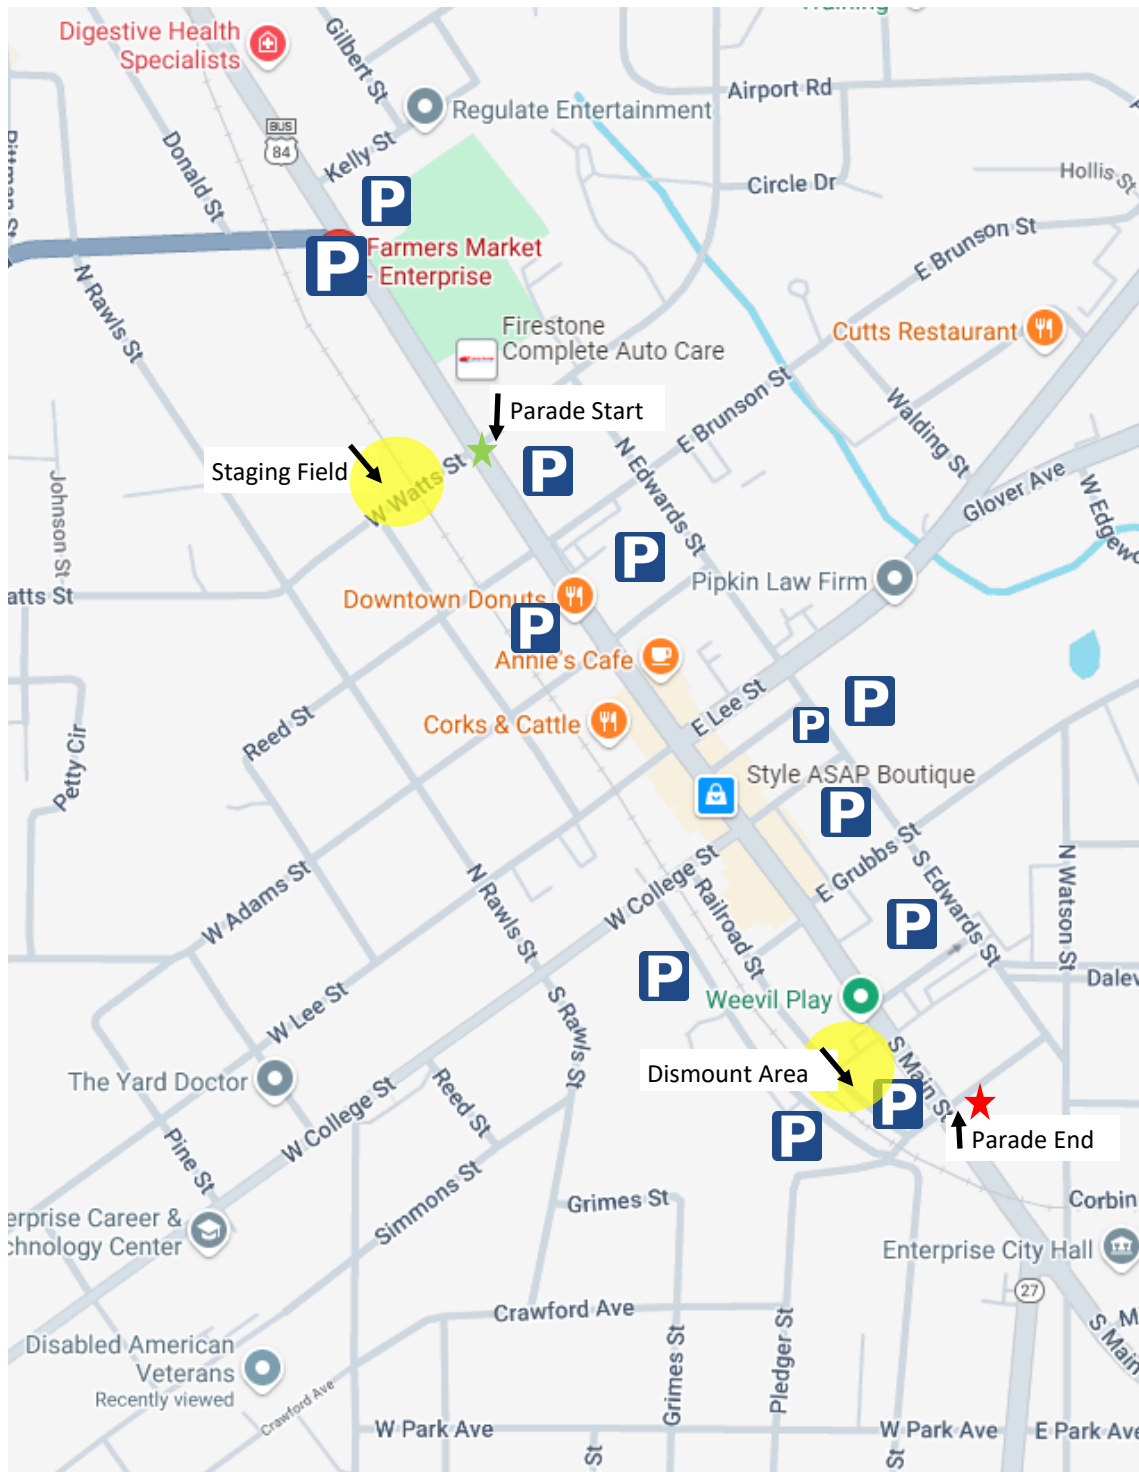 Training
Digestive Health
Specialists
Gilbert St
Airport Rd
Regulate Entertainment
BUS
84
Kelly St
Donald St
Pittman St
Hollis St
Circle Dr
P
E Brunson St
P
Farmers Market
- Enterprise
N Rawls St
Firestone
Complete Auto Care
Cutts Restaurant
Parade Start
E Brunson St
Walding St
Staging Field
P
N Edwards St
W Watts St
Glover Ave
Johnson St
P
Pipkin Law Firm
atts St
Downtown Donuts
P
Annie's Cafe
E Lee St
P
P
Corks & Cattle
Reed St
Petty Cir
Style ASAP Boutique
P
E Grubbs St
W College St
S Edwards St
N Watson St
W Adams St
N Rawls St
Railroad St
P
P
Weevil Play
Dalev
W Lee St
S Rawls St
S Main St
Dismount Area
The Yard Doctor
Reed St
P
P
Parade End
W College St
Pine St
Simmons St
Grimes St
Corbin
erprise Career &
chnology Center
Enterprise City Hall
27
Crawford Ave
S Main
M
Disabled American
Veterans
Recently viewed
Crawford Ave
Grimes St
Pledger St
W Park Ave
W Park Ave
E Park Ave
St
St